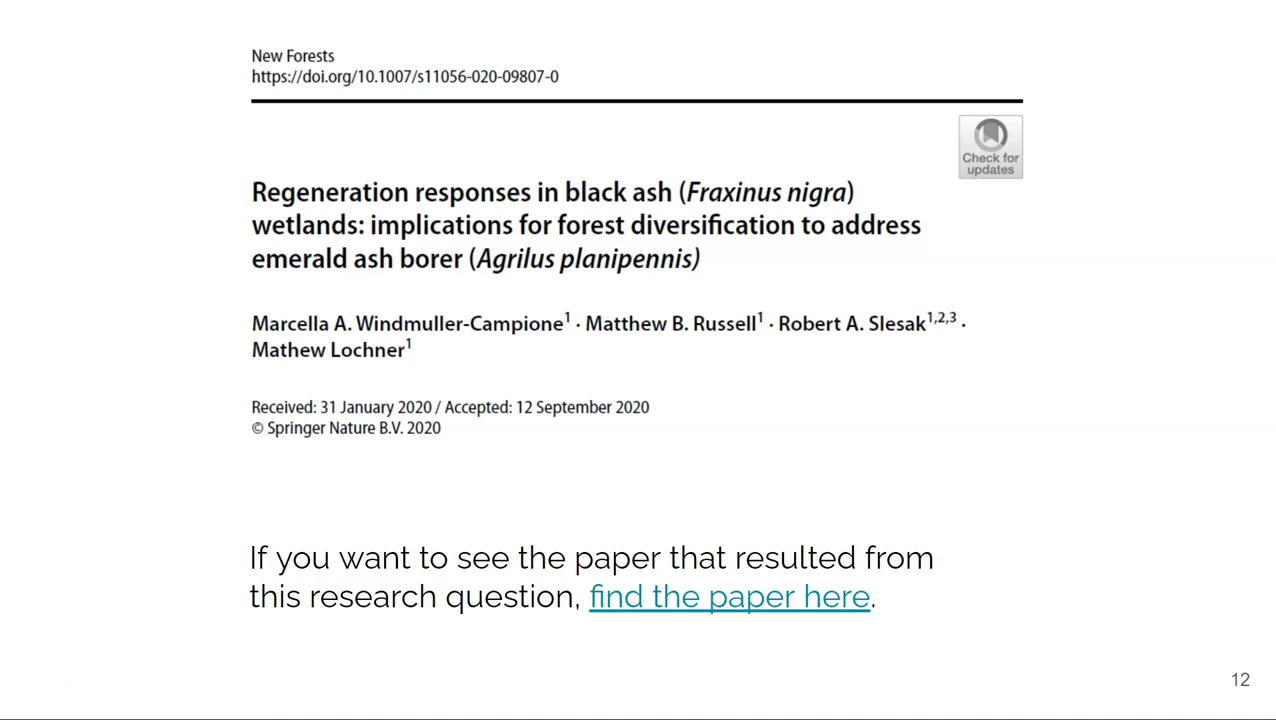 New Forests
https://doi.org/10.1007/s11056-020-09807-0
Check for
updates
Regeneration responses in black ash (Fraxinus nigra)
wetlands: implications for forest diversification to address
emerald ash borer (Agrilus planipennis)
Marcella A. Windmuller-Campione1 · Matthew B. Russell1 · Robert A. Slesak1,2,3 ·
Mathew Lochner1
Received: 31 January 2020 / Accepted: 12 September 2020
© Springer Nature B.V. 2020
If you want to see the paper that resulted from
this research question, find the paper here.
12